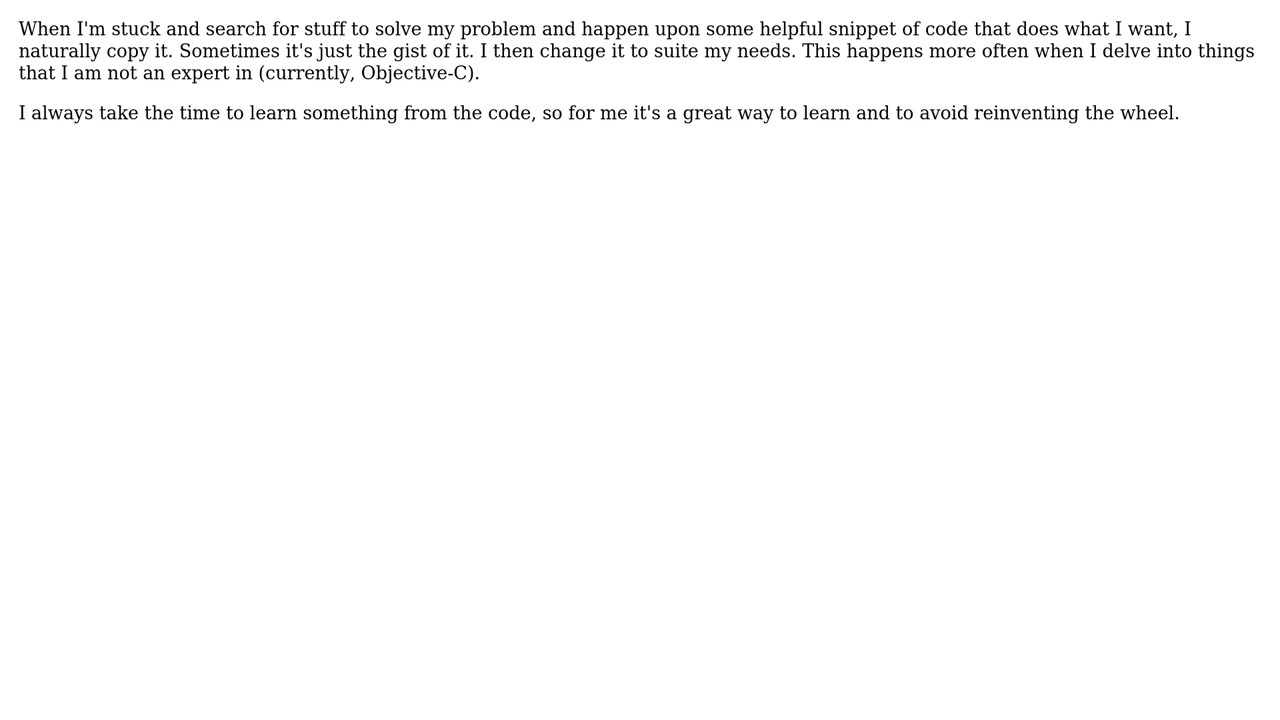 When I'm stuck and search for stuff to solve my problem and happen upon some helpful snippet of code that does what I want, I
naturally copy it. Sometimes it's just the gist of it. I then change it to suite my needs. This happens more often when I delve into things
that I am not an expert in (currently, Objective-C).
I always take the time to learn something from the code, so for me it's a great way to learn and to avoid reinventing the wheel.